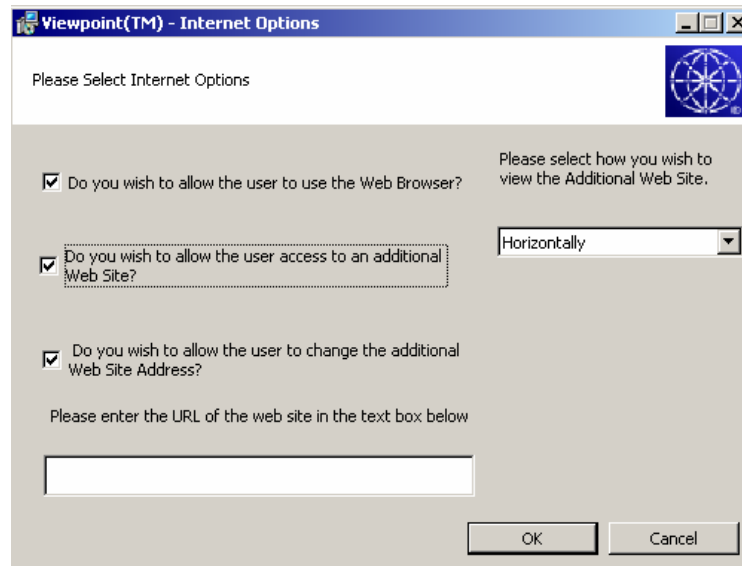 Viewpoint(TM) - Internet Options
Please Select Internet Options
Do you wish to allow the user to use the Web Browser?
Do you wish to allow the user access to an additional
Web Site?
Do you wish to allow the user to change the additional
Web Site Address?
Please enter the URL of the web site in the text box below
Please select how you wish to
view the Additional Web Site.
Horizontally
OK
Cancel